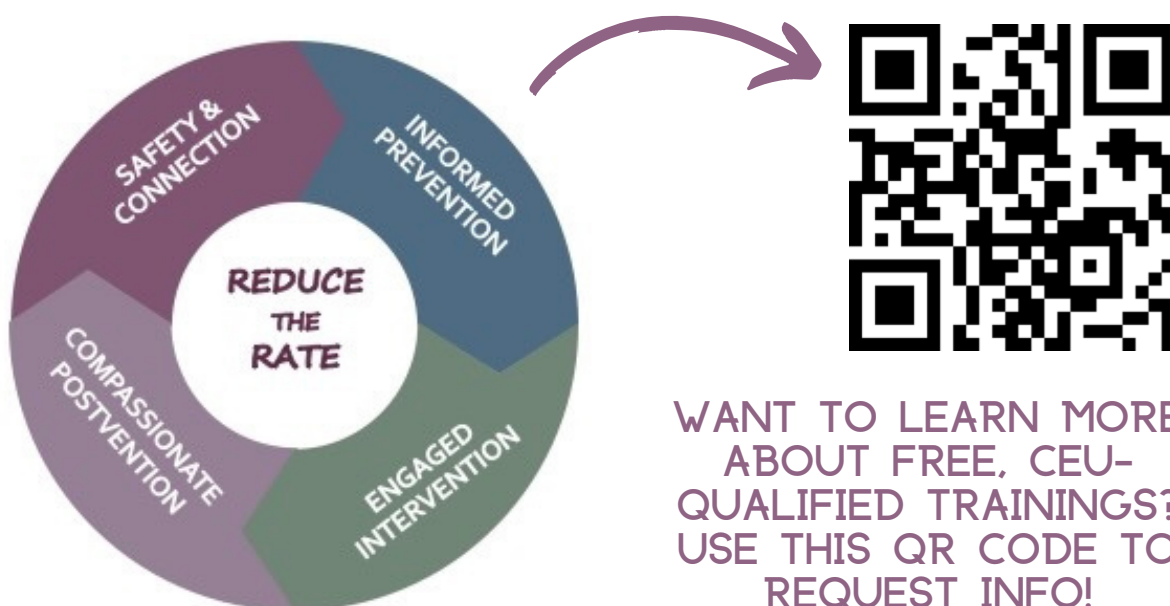 SAFETY &
CONNECTION
INFORMED
PREVENTION
REDUCE
THE
RATE
COMPASSIONATE
POSTVENTION
ENGAGED
INTERVENTION
WANT TO LEARN MORE
ABOUT FREE, CEU-
QUALIFIED TRAININGS?
USE THIS QR CODE TO
REQUEST INFO!